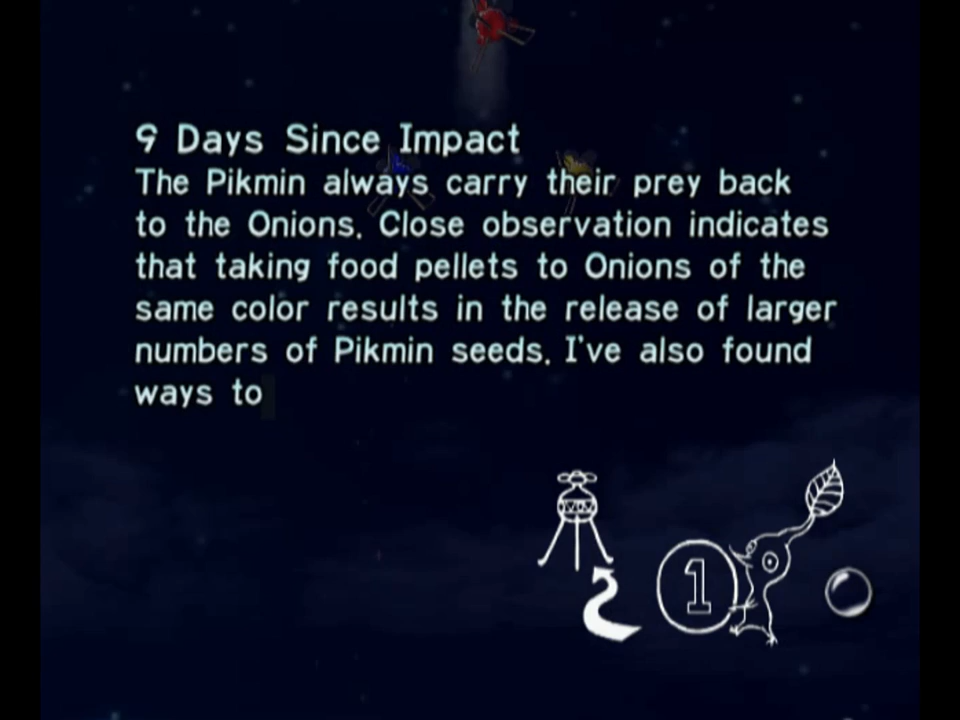 9 Days Since Impact
The Pikmin always carry their prey back
to the Onions. Close observation indicates
that taking food pellets to Onions of the
same color results in the release of larger
numbers of Pikmin seeds. I've also found
ways to
1